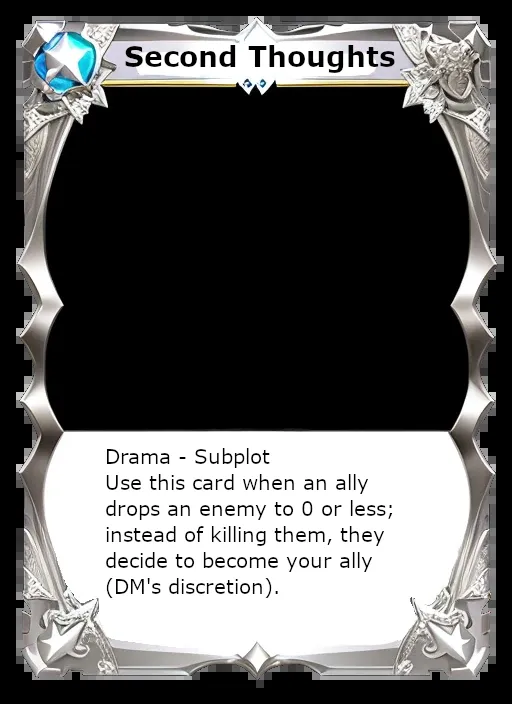 Second Thoughts
Drama - Subplot
Use this card when an ally
drops an enemy to 0 or less;
instead of killing them, they
decide to become your ally
(DM's discretion).